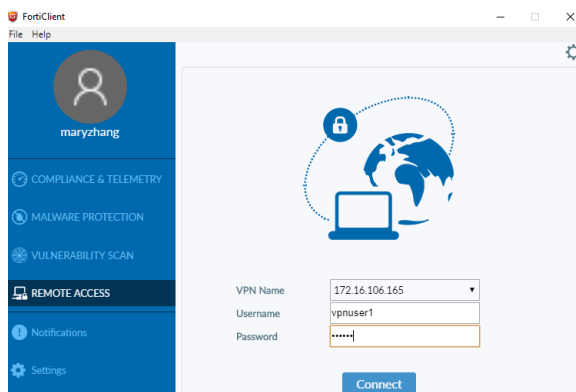 FortiClient
File Help
maryzhang
COMPLIANCE & TELEMETRY
MALWARE PROTECTION
VULNERABILITY SCAN
REMOTE ACCESS
Notifications
Settings
VPN Name 172.16.106.165
Username vpnuser1
Password ••••••
Connect